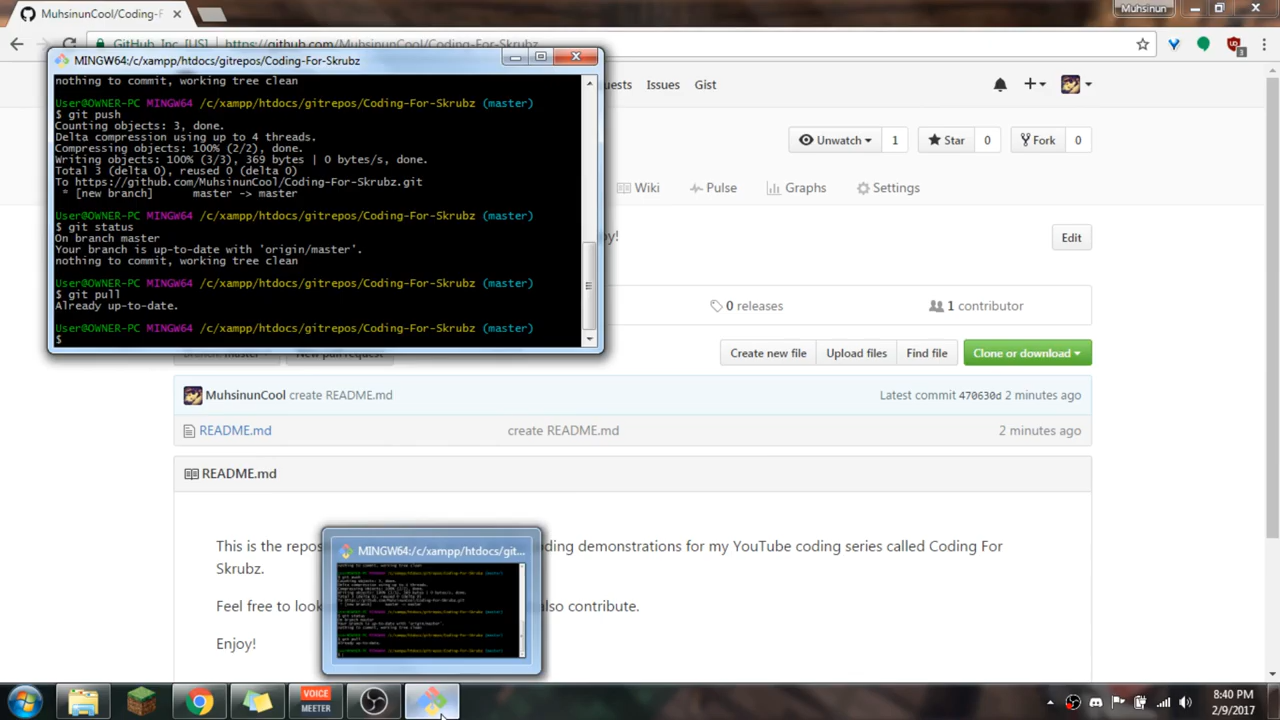 MuhsinunCool/Coding-F
Muhsinun
GitHub, Inc. [US]
https://github.com/MuhsinunCool/Coding-For-Skrubz
MINGW64:/c/xampp/htdocs/gitrepos/Coding-For-Skrubz
nothing to commit, working tree clean
User@OWNER-PC MINGW64 /c/xampp/htdocs/gitrepos/Coding-For-Skrubz (master)
$ git push
Counting objects: 3, done.
Delta compression using up to 4 threads.
Compressing objects: 100% (2/2), done.
Writing objects: 100% (3/3), 369 bytes | 0 bytes/s, done.
Total 3 (delta 0), reused 0 (delta 0)
To https://github.com/MuhsinunCool/Coding-For-Skrubz.git
* [new branch] master -> master
User@OWNER-PC MINGW64 /c/xampp/htdocs/gitrepos/Coding-For-Skrubz (master)
$ git status
On branch master
Your branch is up-to-date with 'origin/master'.
nothing to commit, working tree clean
User@OWNER-PC MINGW64 /c/xampp/htdocs/gitrepos/Coding-For-Skrubz (master)
$ git pull
Already up-to-date.
User@OWNER-PC MINGW64 /c/xampp/htdocs/gitrepos/Coding-For-Skrubz (master)
$
uests Issues Gist
Unwatch 1 Star 0 Fork 0
Wiki Pulse Graphs Settings
y!
Edit
0 releases
1 contributor
New pull request
Create new file Upload files Find file Clone or download
MuhsinunCool create README.md
Latest commit 470630d 2 minutes ago
README.md create README.md 2 minutes ago
README.md
This is the repos ding demonstrations for my YouTube coding series called Coding For
Skrubz.
Feel free to look also contribute.
Enjoy!
MINGW64:/c/xampp/htdocs/git...
VOICE
MEETER
8:40 PM
2/9/2017